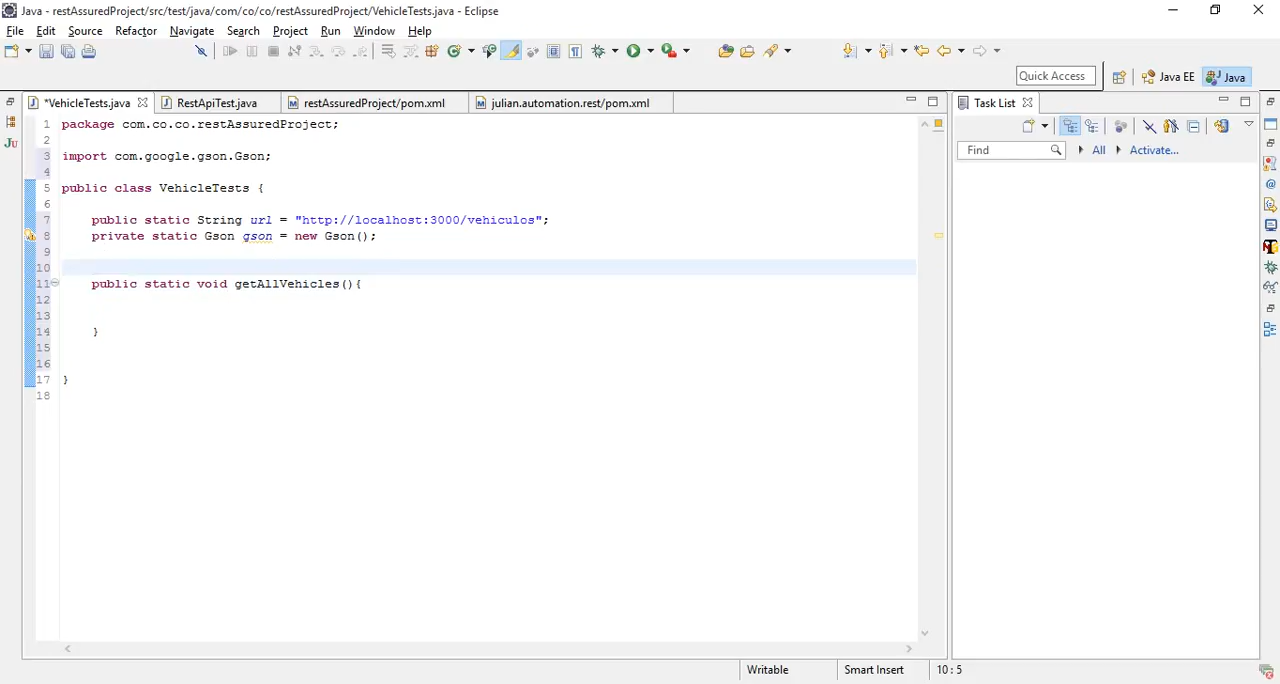 Java - restAssuredProject/src/test/java/com/co/co/restAssuredProject/VehicleTests.java - Eclipse
File Edit Source Refactor Navigate Search Project Run Window Help
Quick Access
Java EE
Java
*VehicleTests.java
RestApiTest.java
restAssuredProject/pom.xml
julian.automation.rest/pom.xml
Task List
Find
All
Activate...
1 package com.co.co.restAssuredProject;
2
3 import com.google.gson.Gson;
4
5 public class VehicleTests {
6
7 public static String url = "http://localhost:3000/vehiculos";
8 private static Gson gson = new Gson();
9
10
11 public static void getAllVehicles(){
12
13
14 }
15
16
17 }
18
Writable
Smart Insert
10 : 5